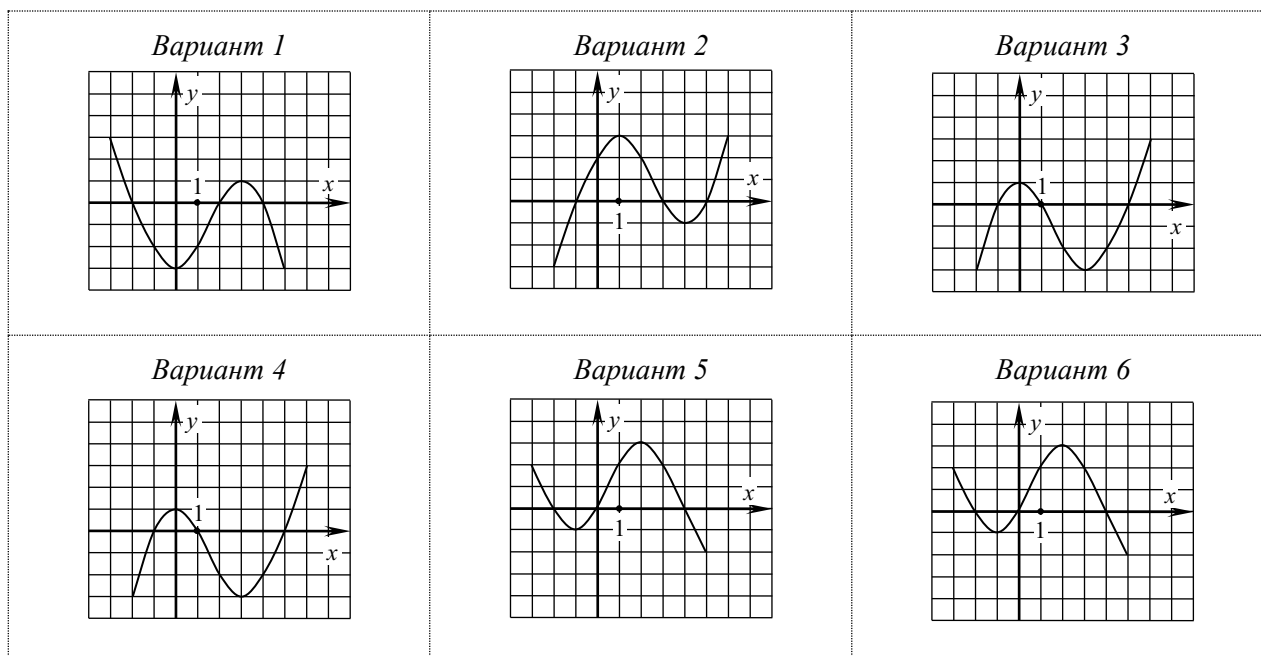 Вариант 1
y
1
x
Вариант 2
y
x
1
Вариант 3
y
1
x
Вариант 4
y
1
x
Вариант 5
y
x
1
Вариант 6
y
x
1